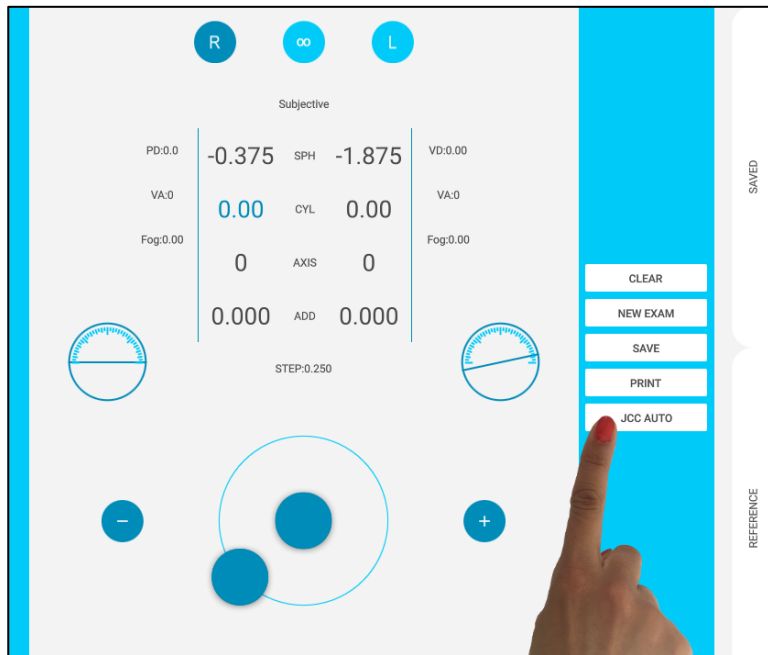 R ∞ L
Subjective
PD:0.0 -0.375 SPH -1.875 VD:0.00
VA:0 0.00 CYL 0.00 VA:0
Fog:0.00 0 AXIS 0 Fog:0.00
0.000 ADD 0.000
STEP:0.250
− +
CLEAR
NEW EXAM
SAVE
PRINT
JCC AUTO
SAVED
REFERENCE